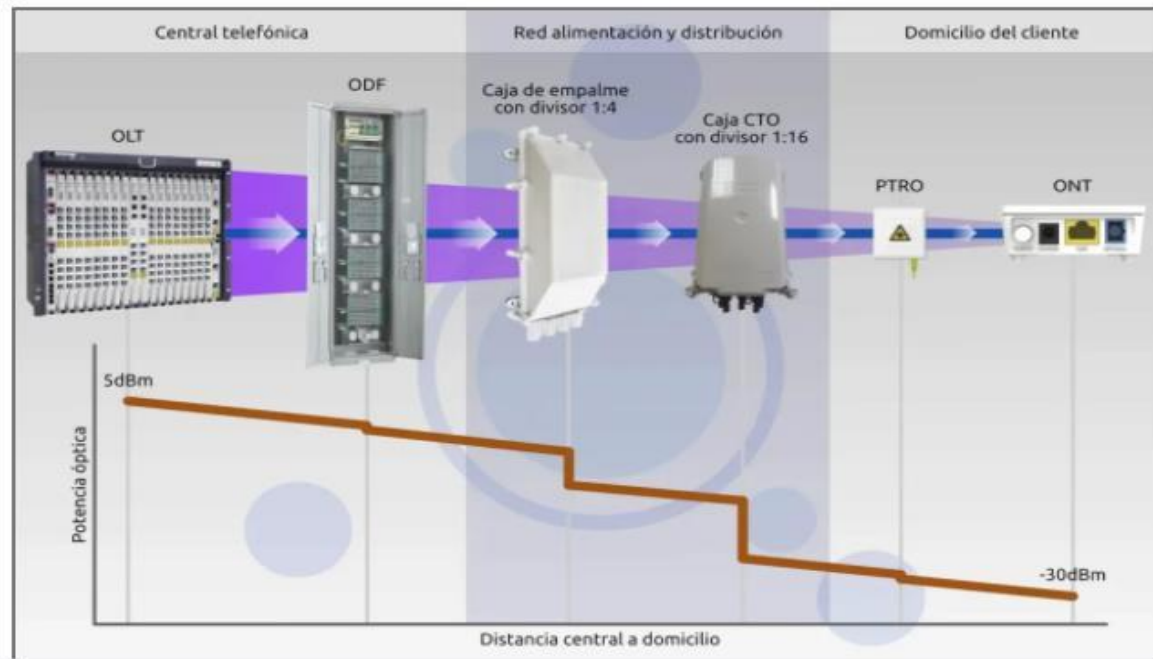 Central telefónica
Red alimentación y distribución
Domicilio del cliente
OLT
ODF
Caja de empalme
con divisor 1:4
Caja CTO
con divisor 1:16
PTRO
ONT
5dBm
Potencia óptica
-30dBm
Distancia central a domicilio